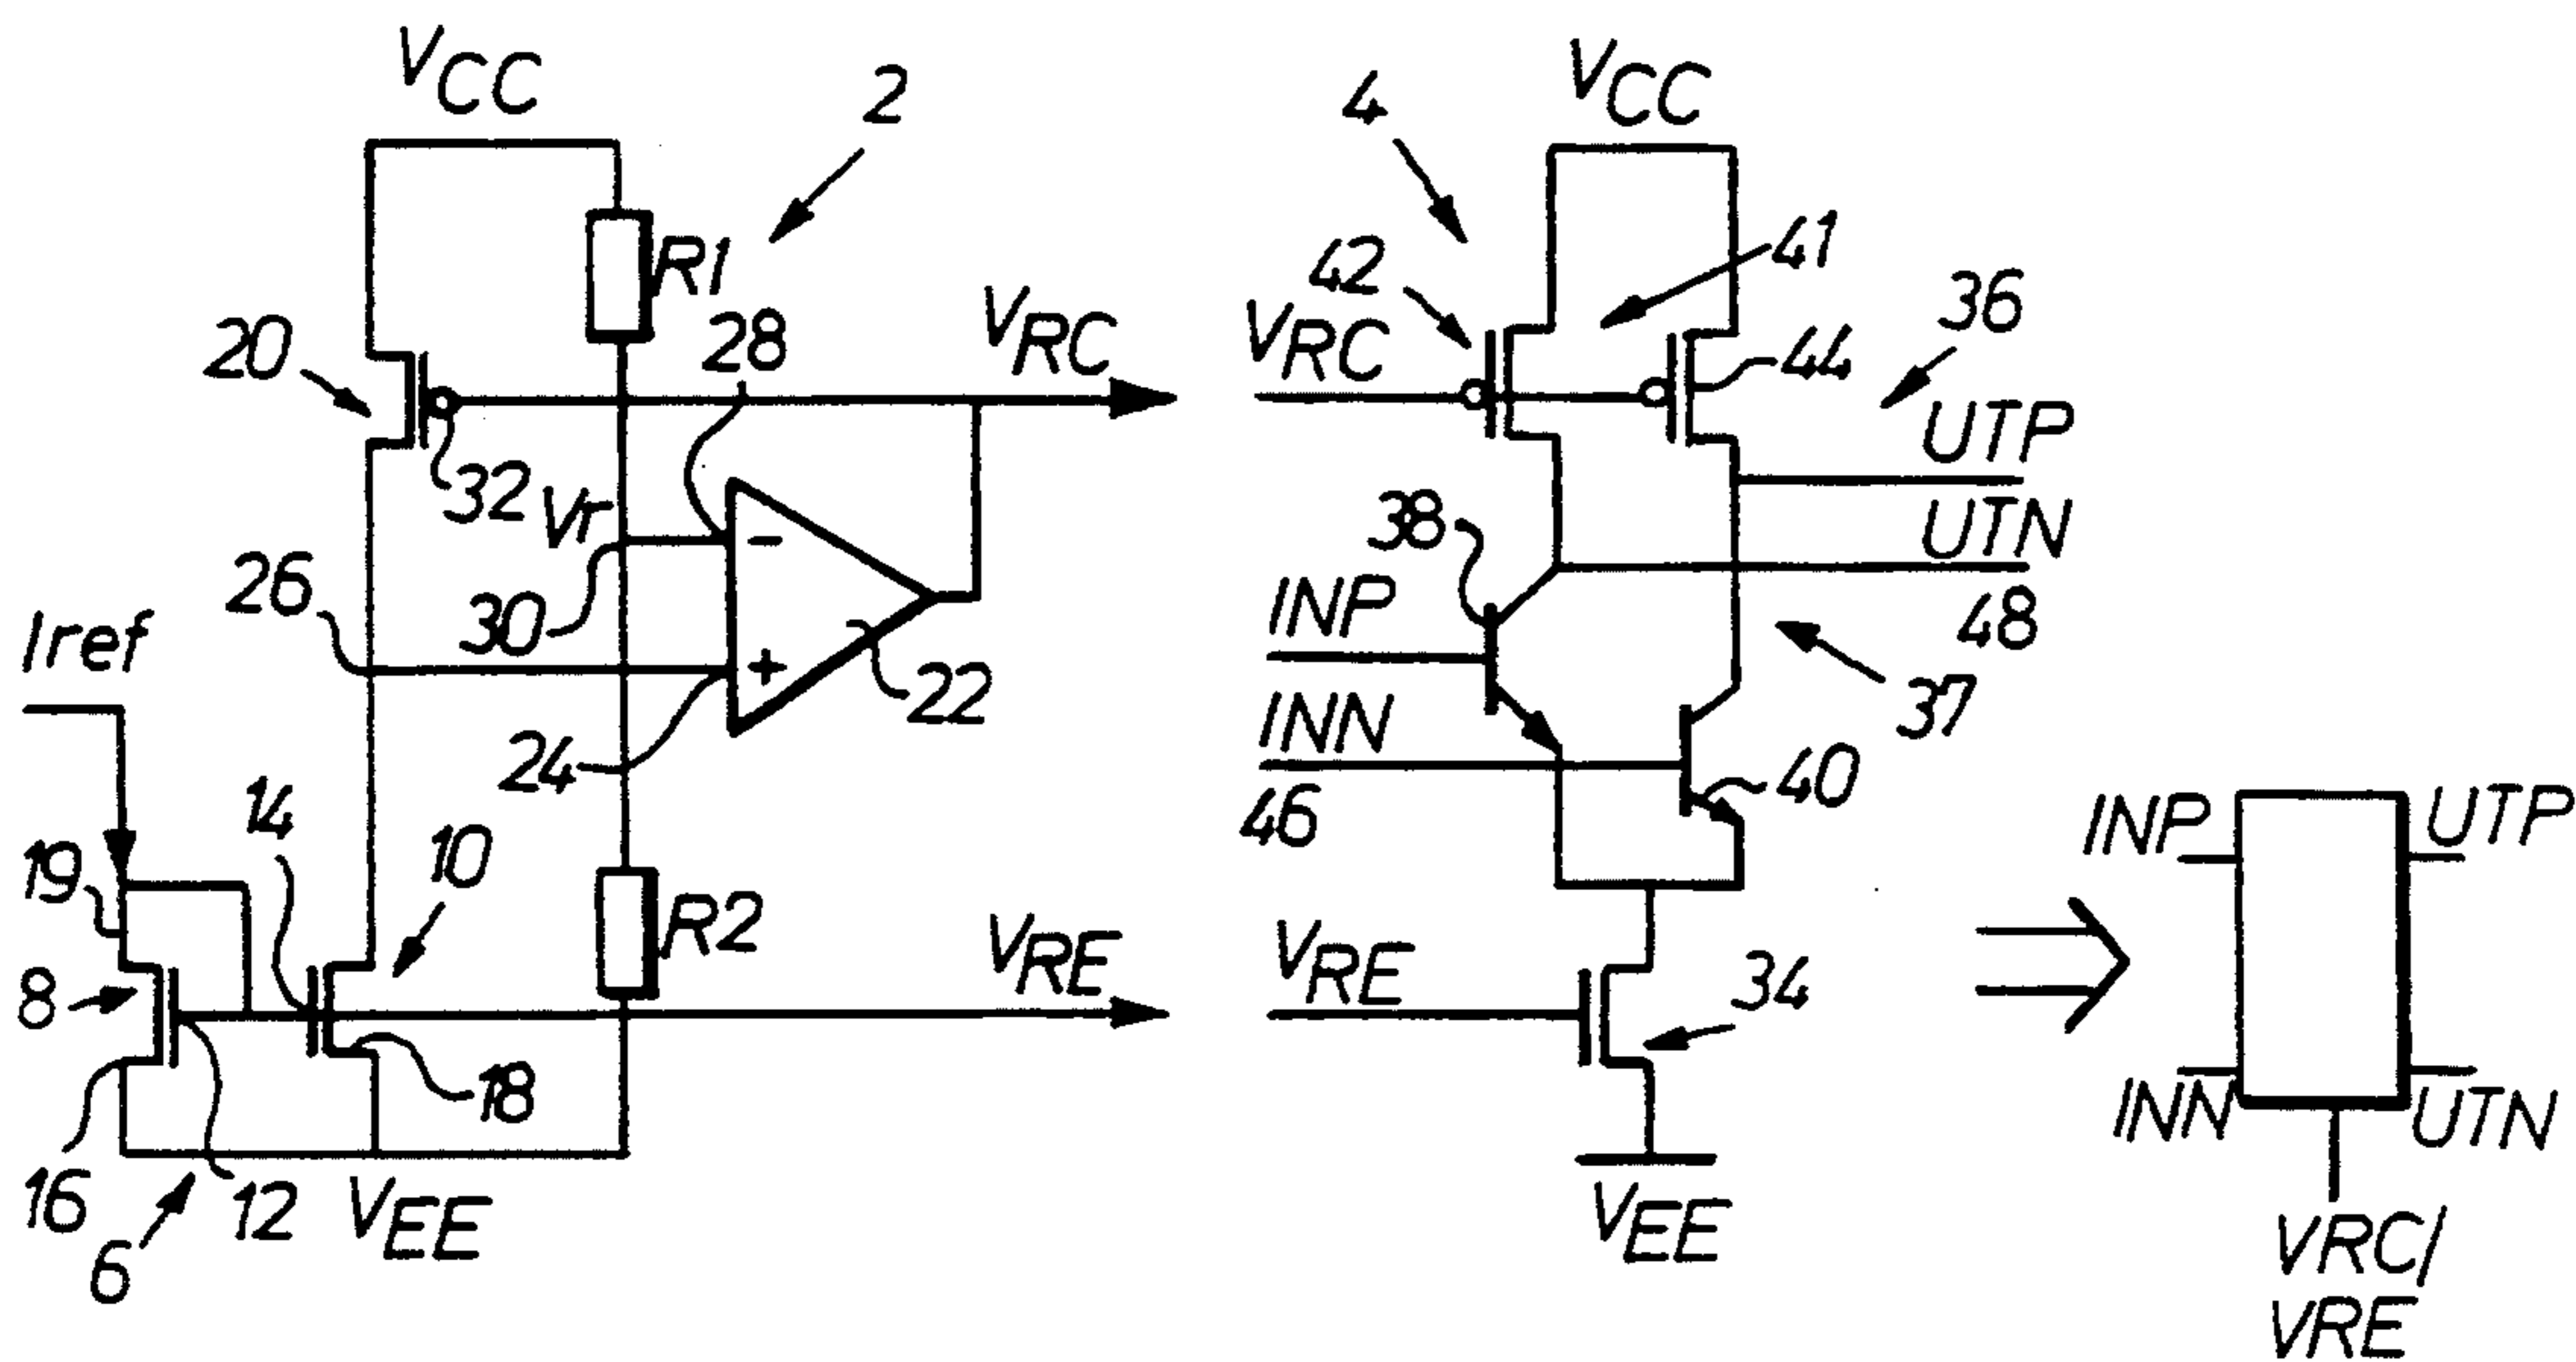 VCC
2
R1
28
VRC
20
32
Vr
26
30
Iref
22
24
14
10
19
R2
VRE
8
18
16
12
VEE
6
4
VCC
41
42
36
VRC
44
UTP
38
UTN
INP
48
INN
37
40
46
VRE
34
VEE
INP
UTP
INN
UTN
VRC/
VRE
-
+